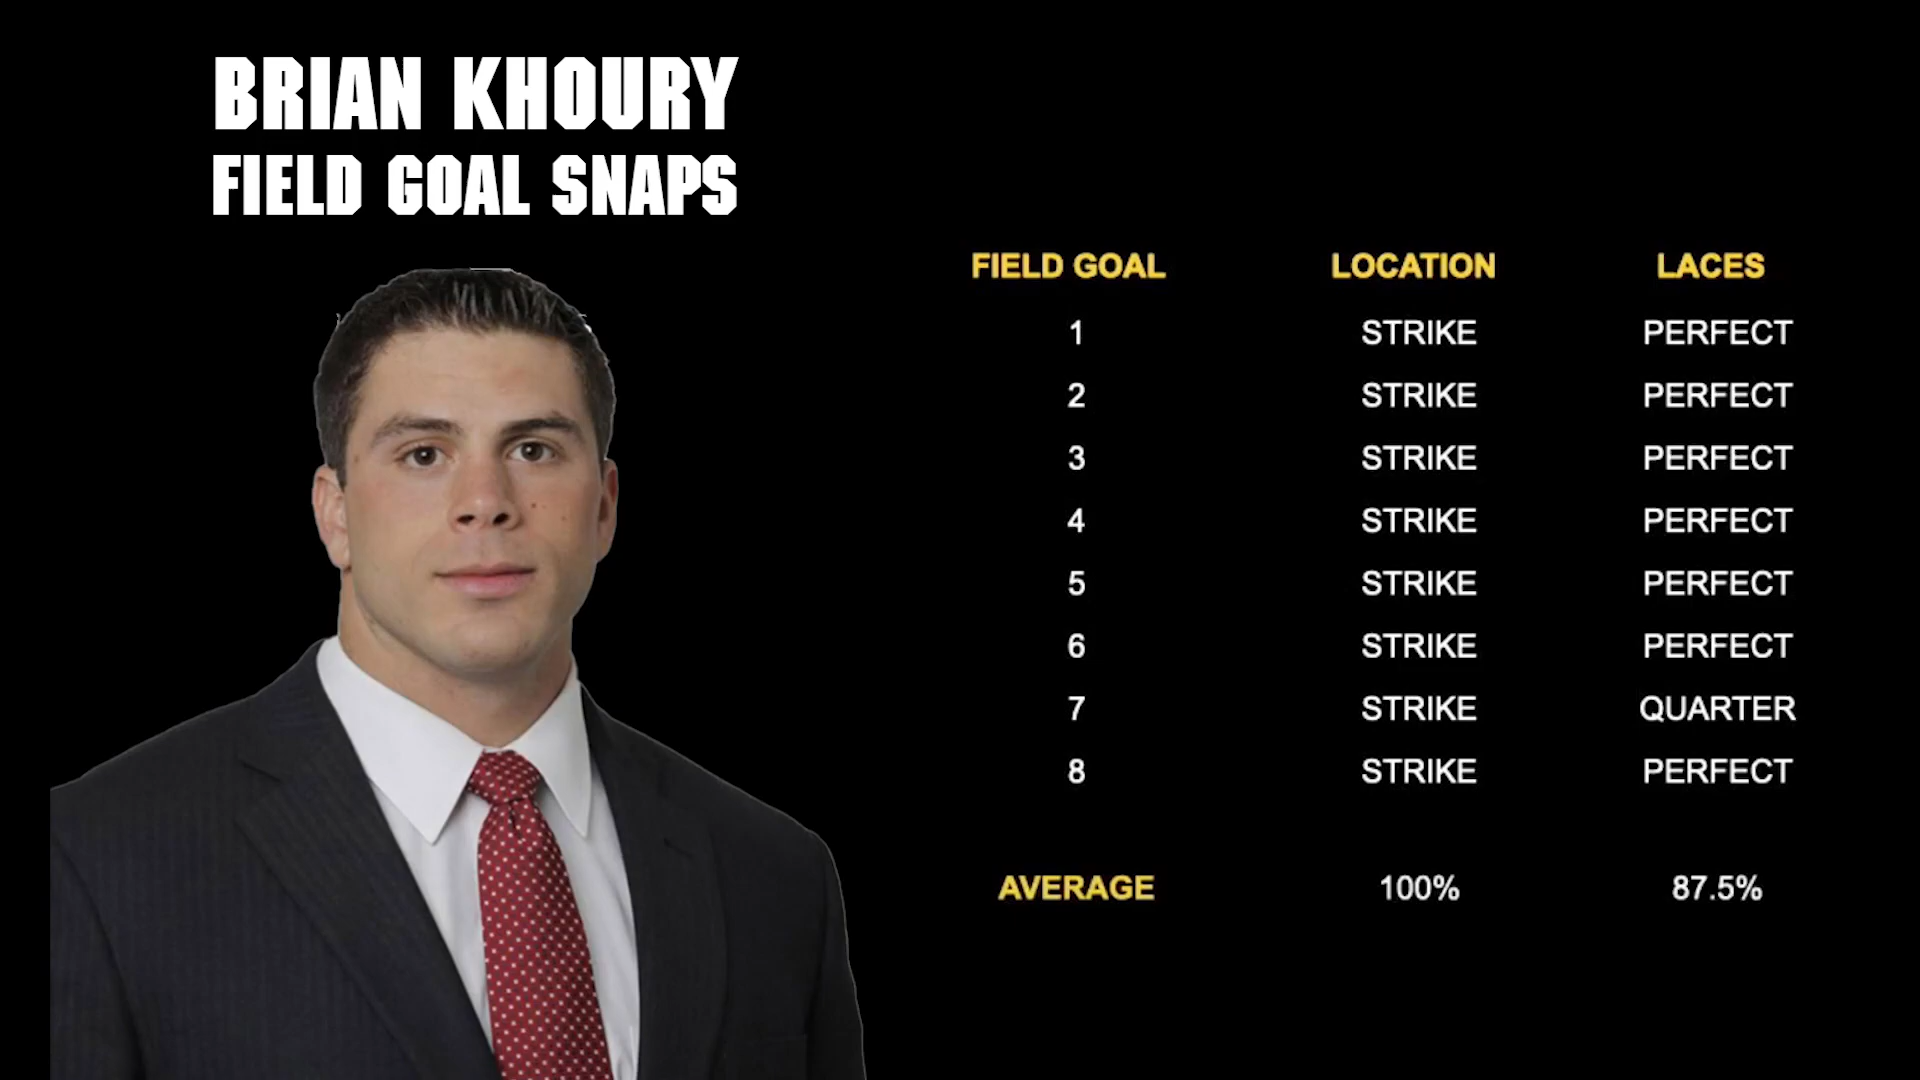 BRIAN KHOURY
FIELD GOAL SNAPS
FIELD GOAL LOCATION LACES
1 STRIKE PERFECT
2 STRIKE PERFECT
3 STRIKE PERFECT
4 STRIKE PERFECT
5 STRIKE PERFECT
6 STRIKE PERFECT
7 STRIKE QUARTER
8 STRIKE PERFECT
AVERAGE 100% 87.5%